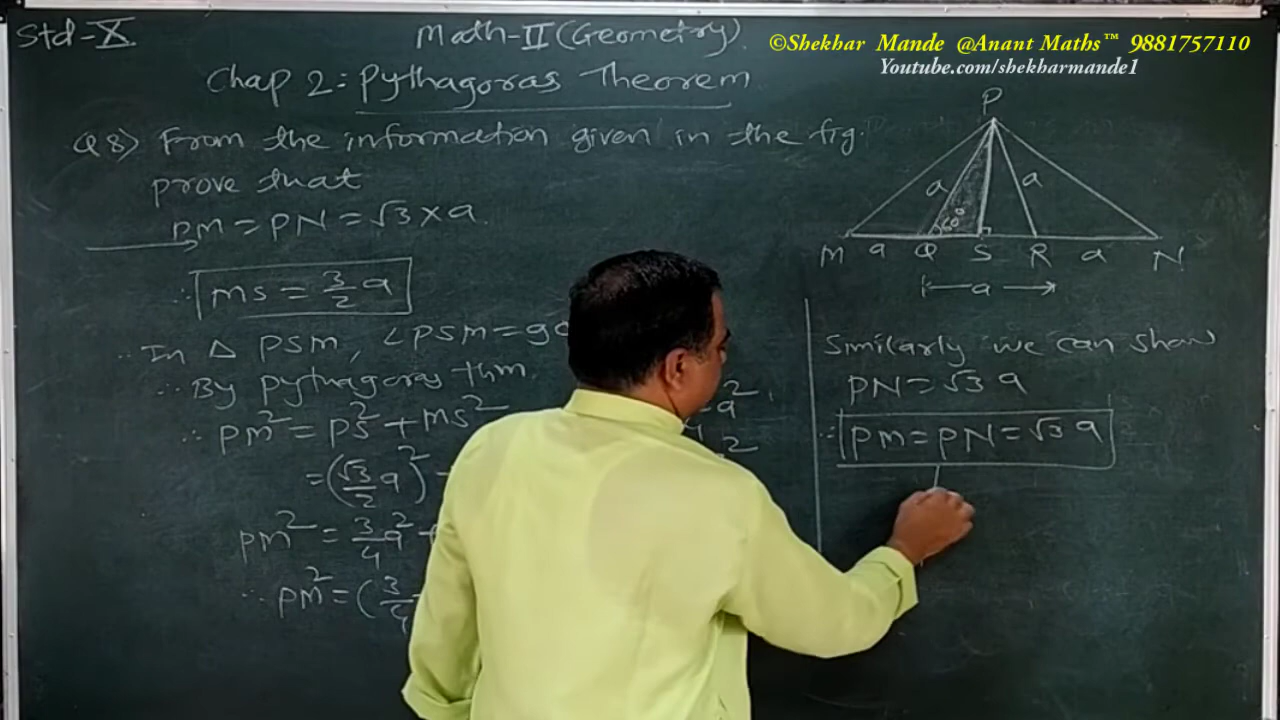 Std-X
Math-II (Geometry)
©Shekhar Mande @Anant Maths™ 9881757110
Youtube.com/shekharmande1
Chap 2: Pythagoras Theorem
Q8) From the information given in the fig.
prove that
PM = PN = √3 × a.
∴ MS = 3/2 a
∴ In Δ PSM, ∠PSM = 90
∴ By pythagoras thm.
∴ PM² = PS² + MS²
= (√3/2 a)²
PM² = 3/4 a²
∴ PM² = (3/4
a²
P
a a
60°
M a Q S R a N
a
Similarly we can show
PN = √3 a
∴ PM = PN = √3 a